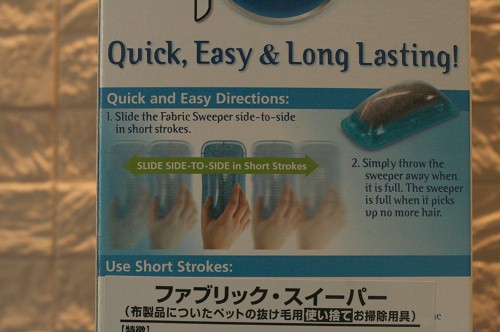 Quick, Easy & Long Lasting!
Quick and Easy Directions:
1. Slide the Fabric Sweeper side-to-side
in short strokes.
SLIDE SIDE-TO-SIDE in Short Strokes
2. Simply throw the
sweeper away when
it is full. The sweeper
is full when it picks
up no more hair.
Use Short Strokes:
ファブリック・スイーパー
(布製品についたペットの抜け毛用使い捨てお掃除用具)
[特徴]